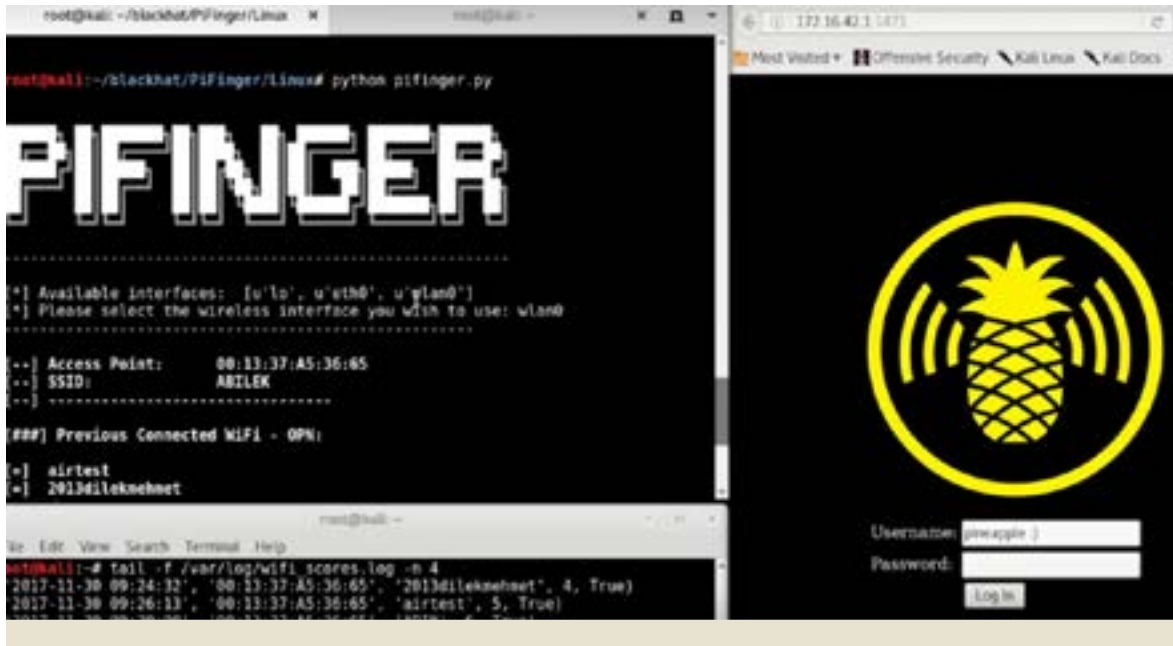 root@kali: ~/blackhat/PiFinger/Linux
root@kali: ~
root@kali:~/blackhat/PiFinger/Linux# python pifinger.py
PIFINGER
[*] Available interfaces: [u'lo', u'eth0', u'wlan0']
[*] Please select the wireless interface you wish to use: wlan0
[--] Access Point: 00:13:37:A5:36:65
[--] SSID: ABILEK
[--] --------------------------------
[###] Previous Connected WiFi - OPN:
[=] airtest
[=] 2013dilekmehmet
root@kali: ~
File Edit View Search Terminal Help
root@kali:~# tail -f /var/log/wifi_scores.log -n 4
'2017-11-30 09:24:32', '00:13:37:A5:36:65', '2013dilekmehmet', 4, True)
'2017-11-30 09:26:13', '00:13:37:A5:36:65', 'airtest', 5, True)
172.16.42.1:1471
Most Visited Offensive Security Kali Linux Kali Docs
Username: pineapple :)
Password:
Log In